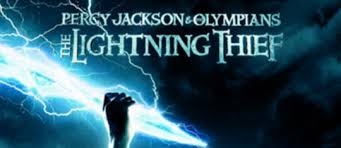 PERCY JACKSON & OLYMPIANS
THE LIGHTNING THIEF